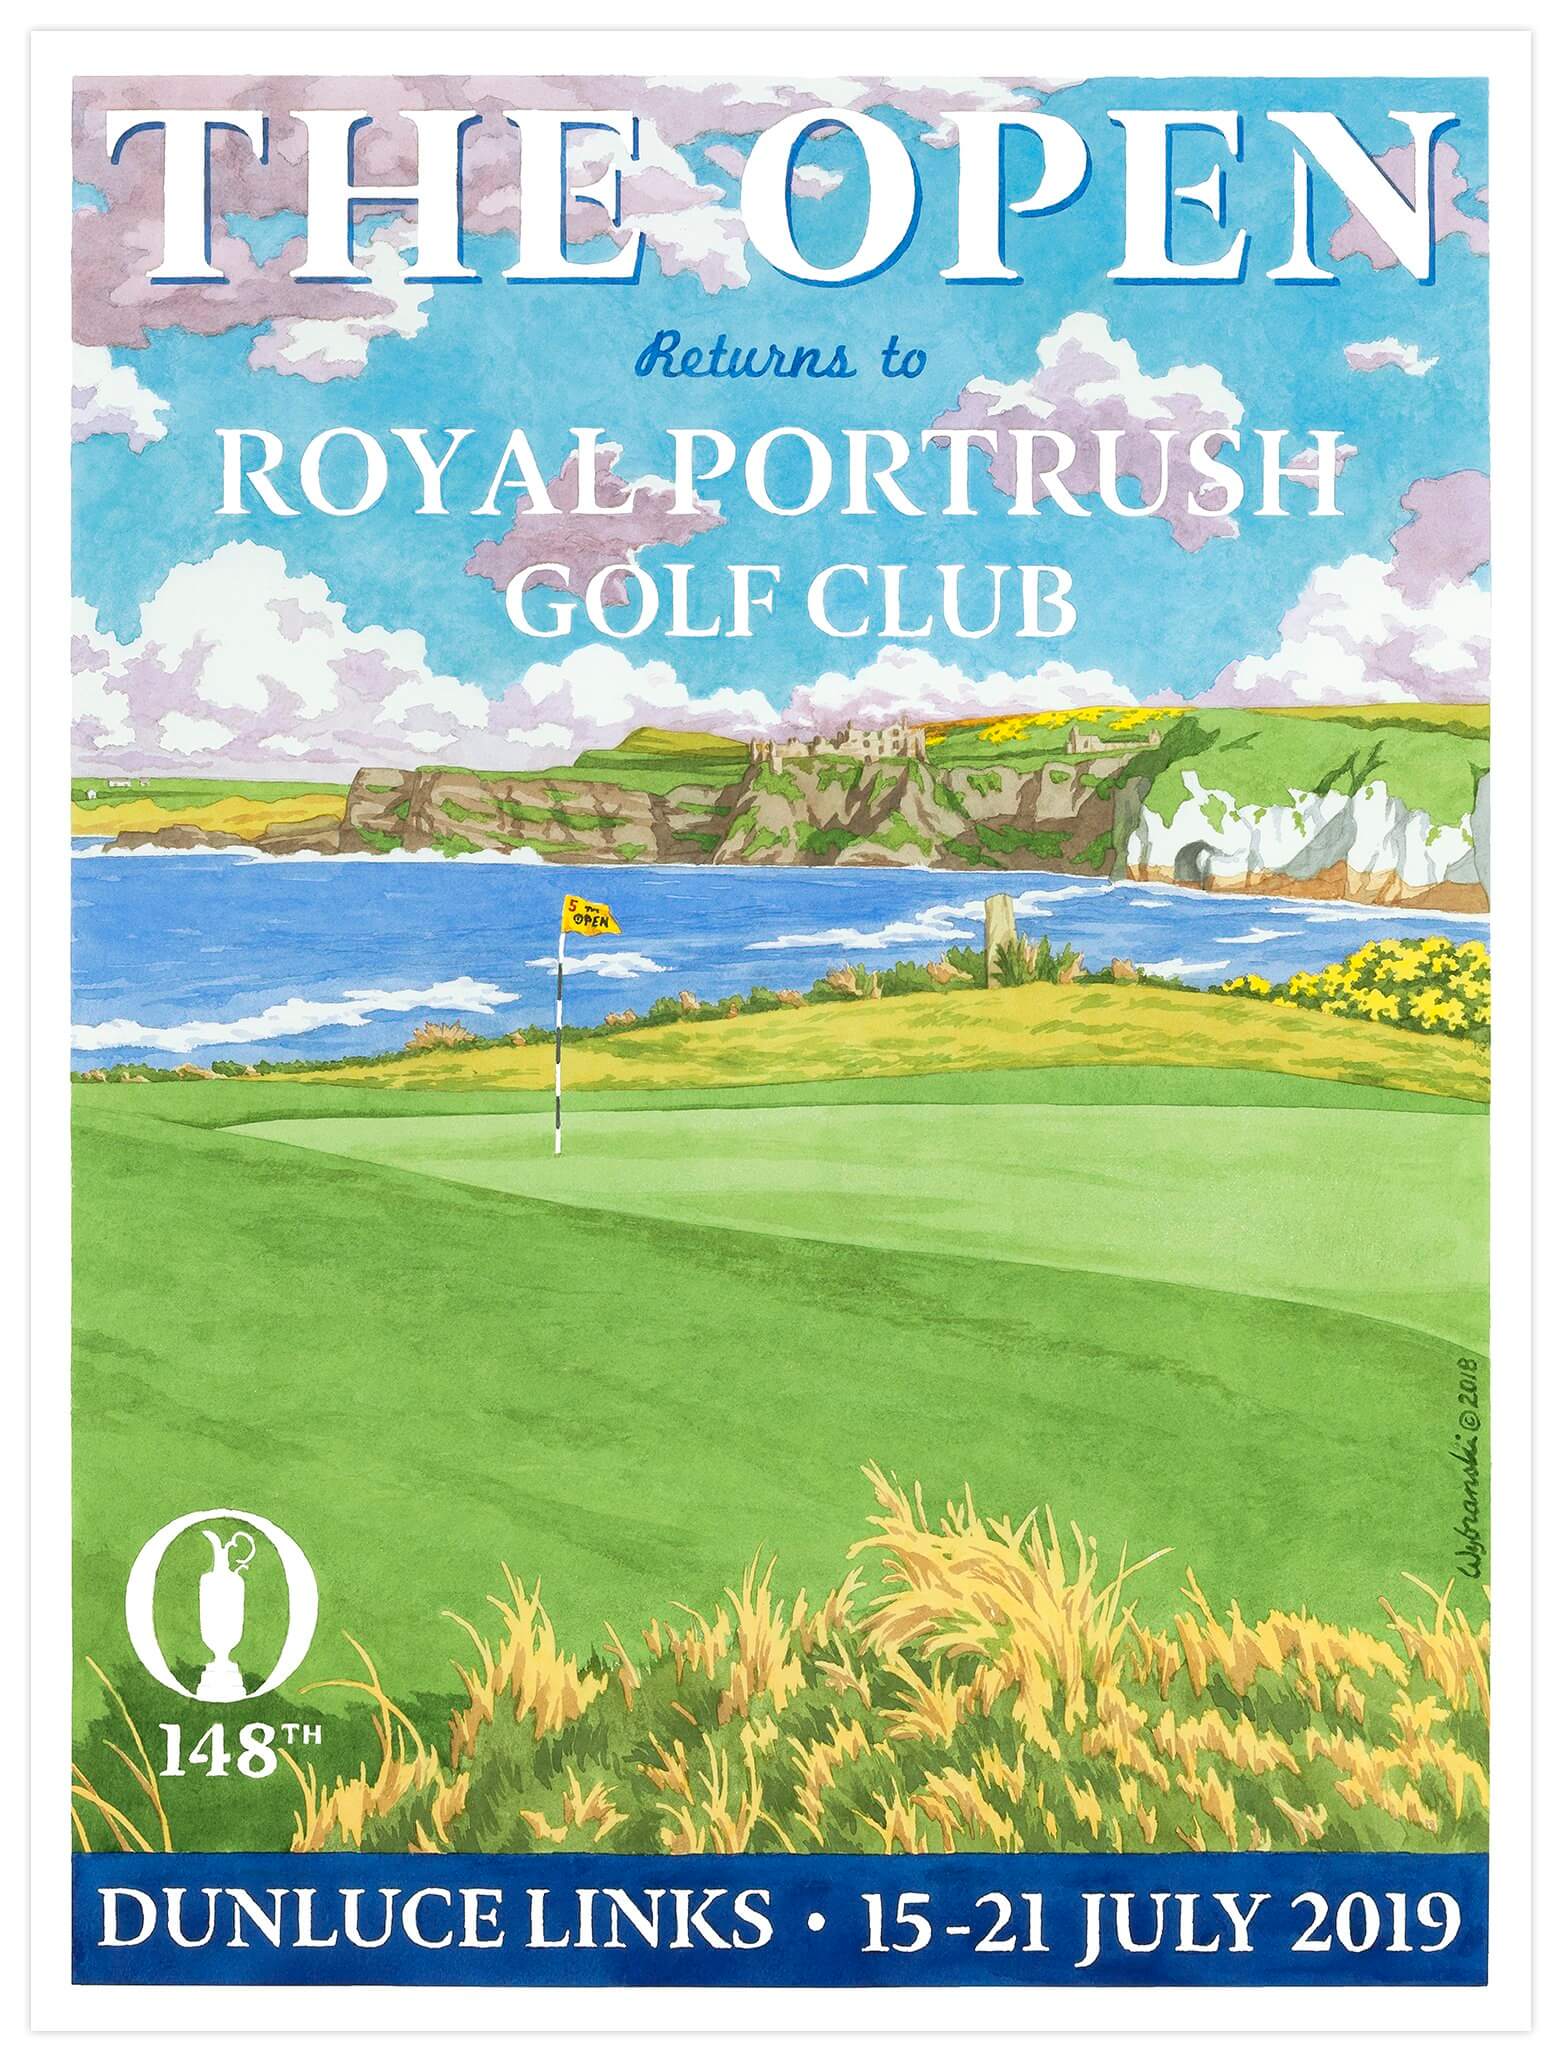 THE OPEN
Returns to
ROYAL PORTRUSH
GOLF CLUB
5 THE
OPEN
Wybranski © 2018
148TH
DUNLUCE LINKS • 15-21 JULY 2019